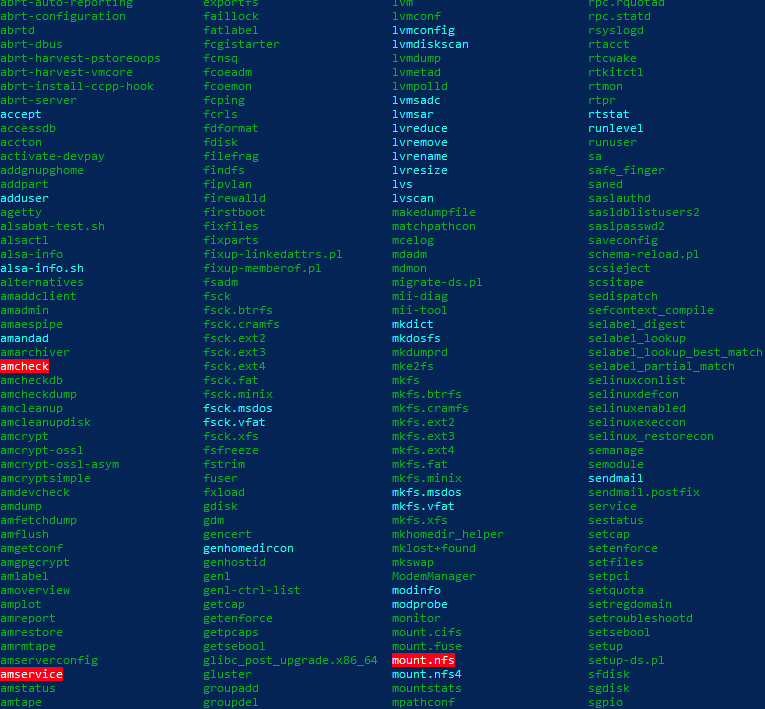 abrt-auto-reporting exportfs lvm rpc.rquotad
abrt-configuration faillock lvmconf rpc.statd
abrtd fatlabel lvmconfig rsyslogd
abrt-dbus fcgistarter lvmdiskscan rtacct
abrt-harvest-pstoreoops fcnsq lvmdump rtcwake
abrt-harvest-vmcore fcoeadm lvmetad rtkitctl
abrt-install-ccpp-hook fcoemon lvmpolld rtmon
abrt-server fcping lvmsadc rtpr
accept fcrls lvmsar rtstat
accessdb fdformat lvreduce runlevel
accton fdisk lvremove runuser
activate-devpay filefrag lvrename sa
addgnupghome findfs lvresize safe_finger
addpart fipvlan lvs saned
adduser firewalld lvscan saslauthd
agetty firstboot makedumpfile sasldblistusers2
alsabat-test.sh fixfiles matchpathcon saslpasswd2
alsactl fixparts mcelog saveconfig
alsa-info fixup-linkedattrs.pl mdadm schema-reload.pl
alsa-info.sh fixup-memberof.pl mdmon scsieject
alternatives fsadm migrate-ds.pl scsitape
amaddclient fsck mii-diag sedispatch
amadmin fsck.btrfs mii-tool sefcontext_compile
amaespipe fsck.cramfs mkdict selabel_digest
amandad fsck.ext2 mkdosfs selabel_lookup
amarchiver fsck.ext3 mkdumprd selabel_lookup_best_match
amcheck fsck.ext4 mke2fs selabel_partial_match
amcheckdb fsck.fat mkfs selinuxconlist
amcheckdump fsck.minix mkfs.btrfs selinuxdefcon
amcleanup fsck.msdos mkfs.cramfs selinuxenabled
amcleanupdisk fsck.vfat mkfs.ext2 selinuxexeccon
amcrypt fsck.xfs mkfs.ext3 selinux_restorecon
amcrypt-ossl fsfreeze mkfs.ext4 semanage
amcrypt-ossl-asym fstrim mkfs.fat semodule
amcryptsimple fuser mkfs.minix sendmail
amdevcheck fxload mkfs.msdos sendmail.postfix
amdump gdisk mkfs.vfat service
amfetchdump gdm mkfs.xfs sestatus
amflush gencert mkhomedir_helper setcap
amgetconf genhomedircon mklost+found setenforce
amgpgcrypt genhostid mkswap setfiles
amlabel genl ModemManager setpci
amoverview genl-ctrl-list modinfo setquota
amplot getcap modprobe setregdomain
amreport getenforce monitor setroubleshootd
amrestore getpcaps mount.cifs setsebool
amrmtape getsebool mount.fuse setup
amserverconfig glibc_post_upgrade.x86_64 mount.nfs setup-ds.pl
amservice gluster mount.nfs4 sfdisk
amstatus groupadd mountstats sgdisk
amtape groupdel mpathconf sgpio